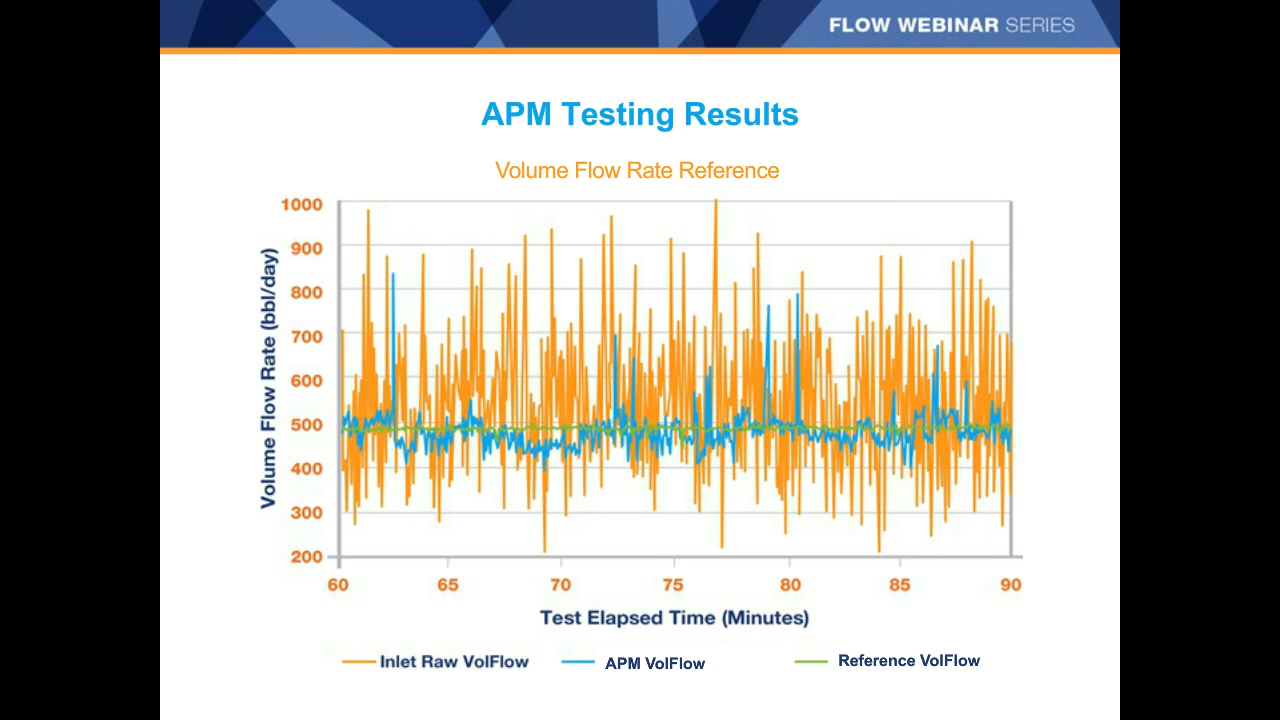 FLOW WEBINAR SERIES
APM Testing Results
Volume Flow Rate Reference
Volume Flow Rate (bbl/day)
1000
900
800
700
600
500
400
300
200
60 65 70 75 80 85 90
Test Elapsed Time (Minutes)
Inlet Raw VolFlow APM VolFlow Reference VolFlow